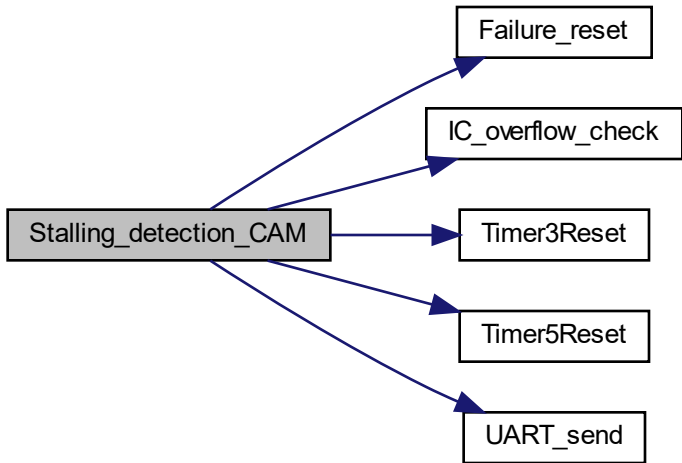 Failure_reset
IC_overflow_check
Stalling_detection_CAM
Timer3Reset
Timer5Reset
UART_send